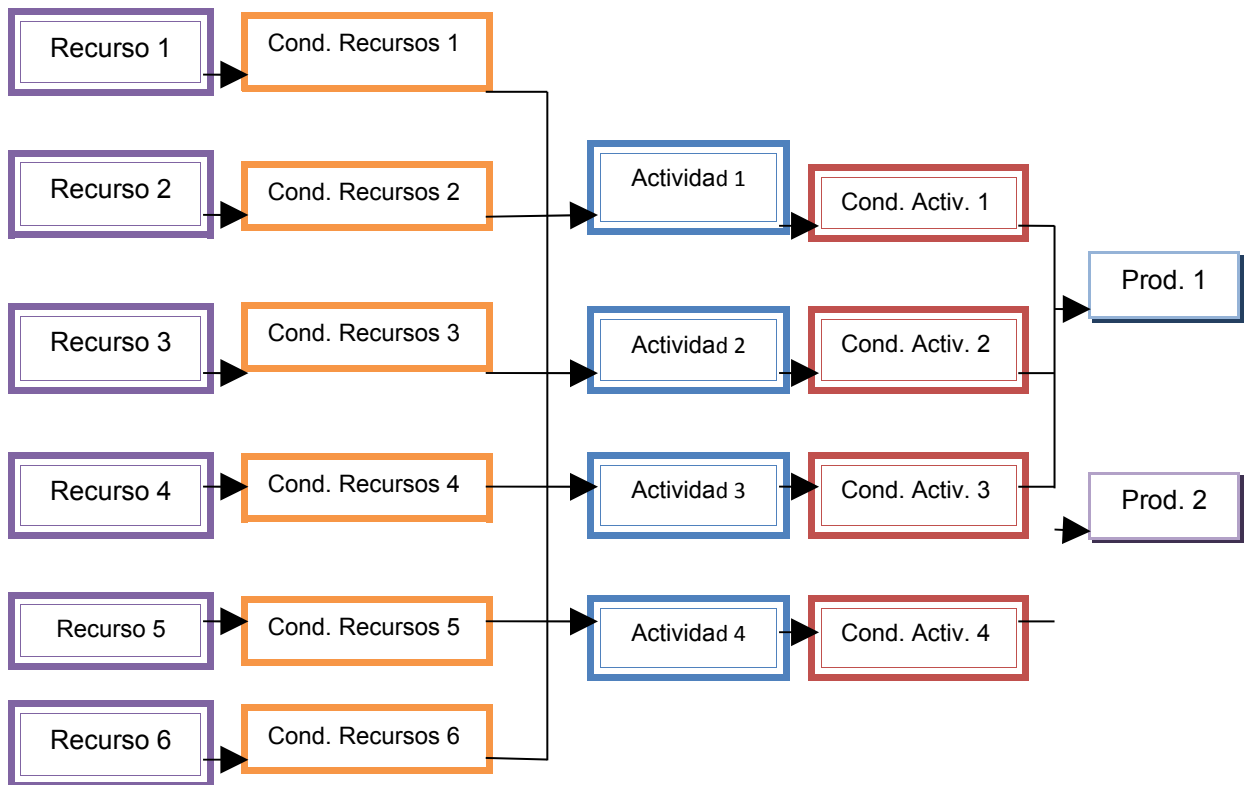 Recurso 1
Cond. Recursos 1
Recurso 2
Cond. Recursos 2
Actividad 1
Cond. Activ. 1
Prod. 1
Recurso 3
Cond. Recursos 3
Actividad 2
Cond. Activ. 2
Recurso 4
Cond. Recursos 4
Actividad 3
Cond. Activ. 3
Prod. 2
Recurso 5
Cond. Recursos 5
Actividad 4
Cond. Activ. 4
Recurso 6
Cond. Recursos 6